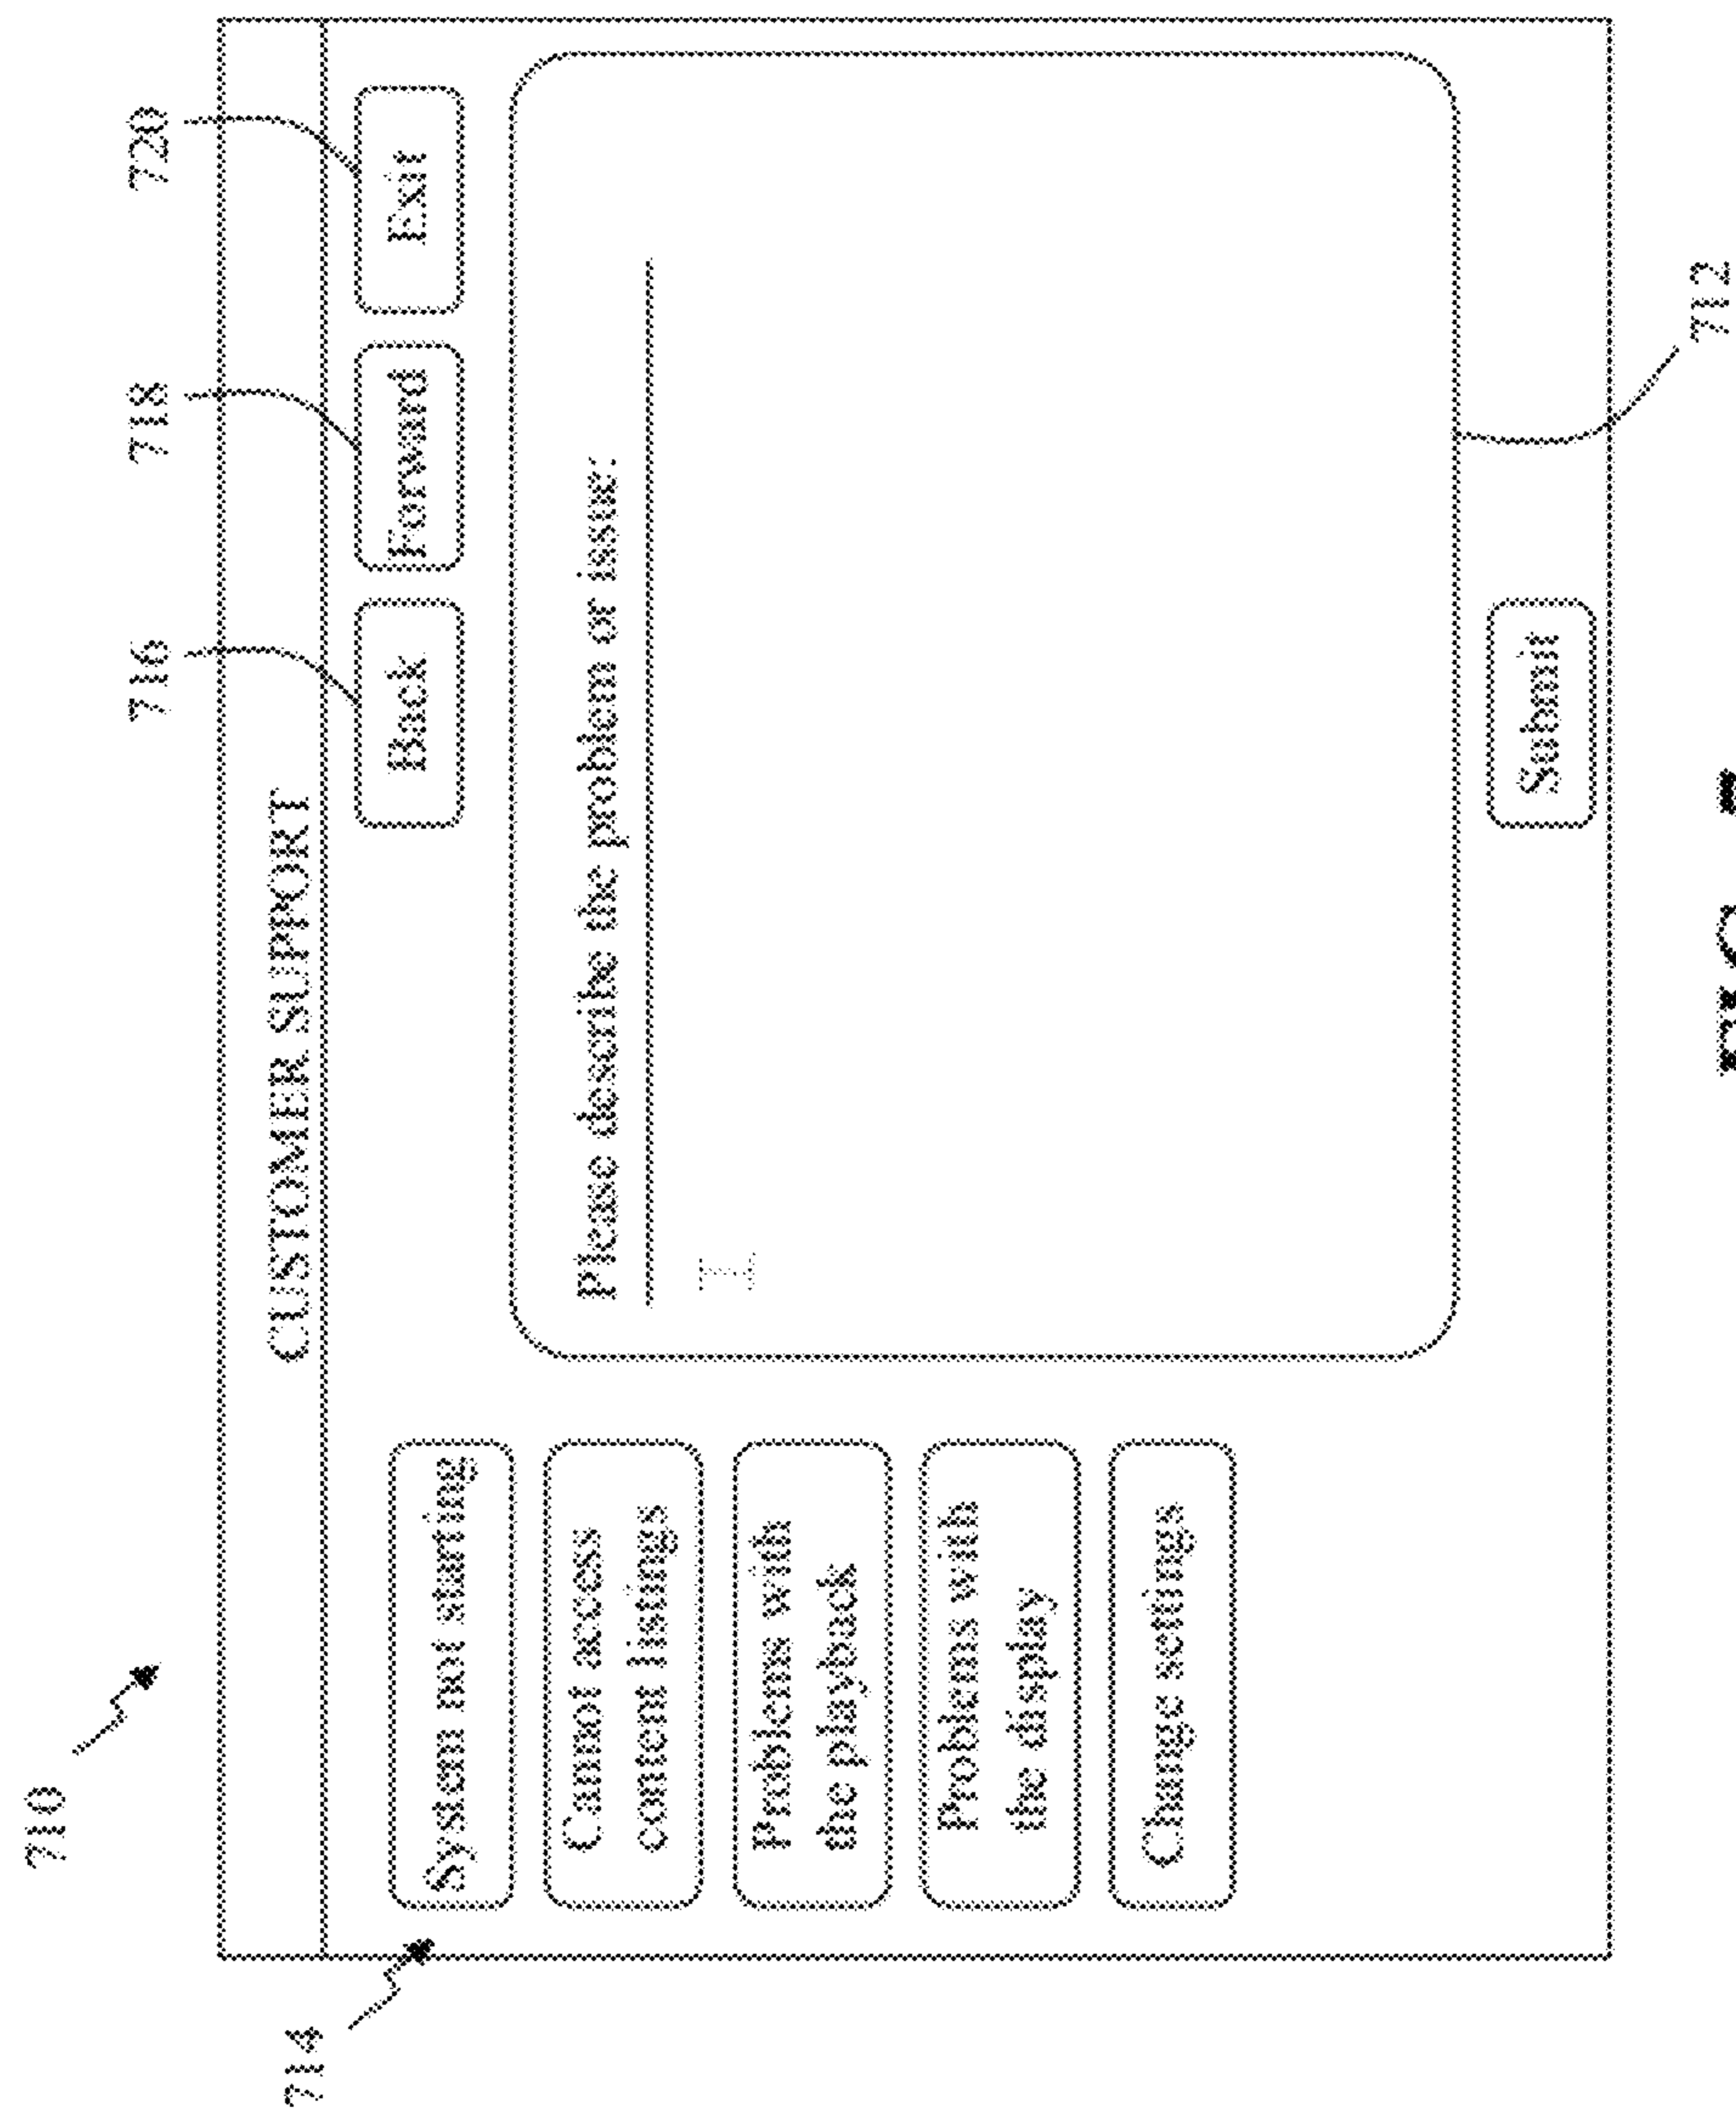 710
720
718
716
714
CUSTOMER SUPPORT
Back
Forward
Exit
System not starting
Cannot access
content listings
Problems with
the playback
Problems with
the display
Change settings
Please describe the problem or issue:
Submit
712